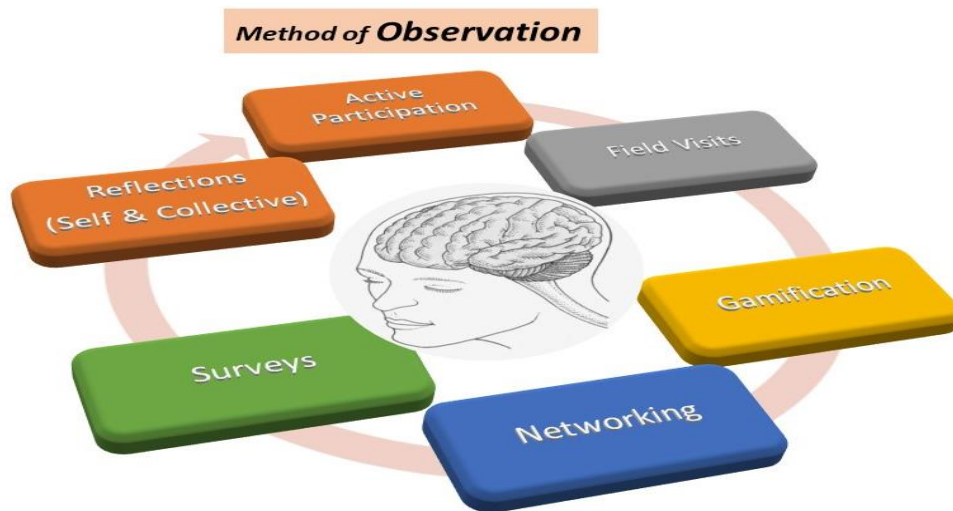 Method of Observation
Active
Participation
Field Visits
Gamification
Networking
Surveys
Reflections
(Self & Collective)